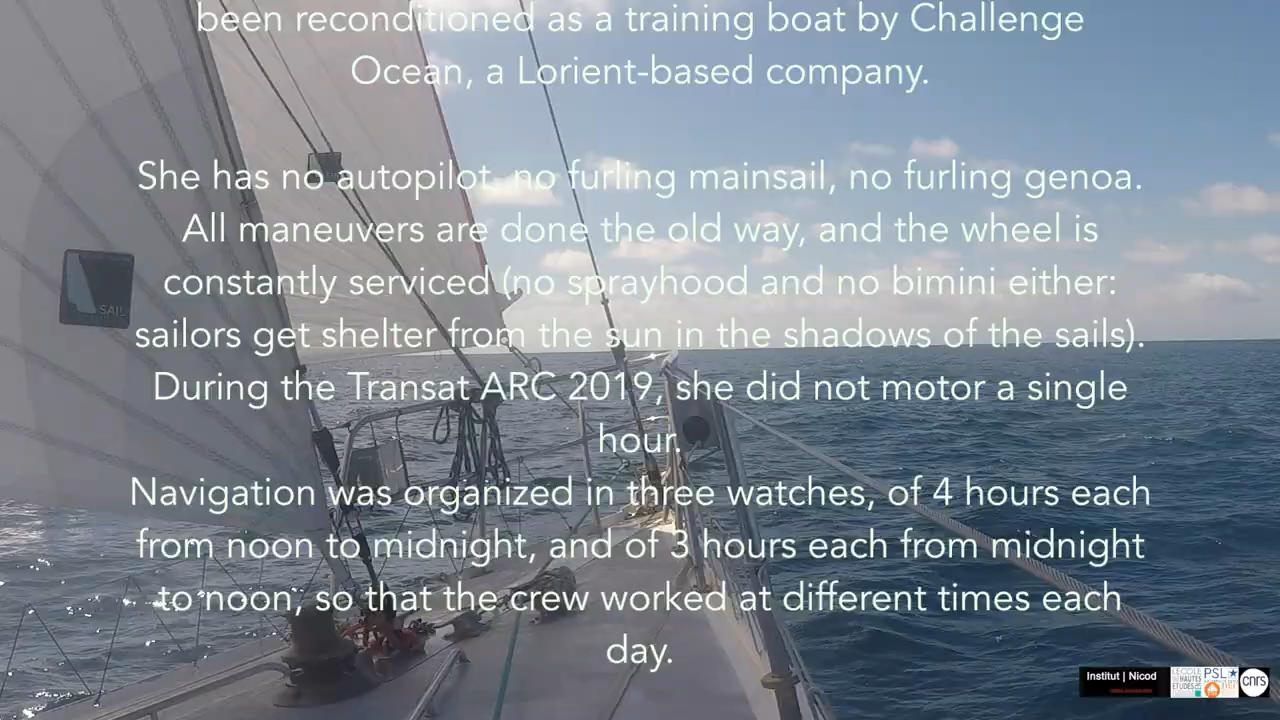 been reconditioned as a training boat by Challenge
Ocean, a Lorient-based company.
She has no autopilot, no furling mainsail, no furling genoa.
All maneuvers are done the old way, and the wheel is
constantly serviced (no sprayhood and no bimini either:
sailors get shelter from the sun in the shadows of the sails).
During the Transat ARC 2019, she did not motor a single
hour.
Navigation was organized in three watches, of 4 hours each
from noon to midnight, and of 3 hours each from midnight
to noon, so that the crew worked at different times each
day.
SAIL
Institut | Nicod
PSL
HAUTES
ETUDES
cnrs